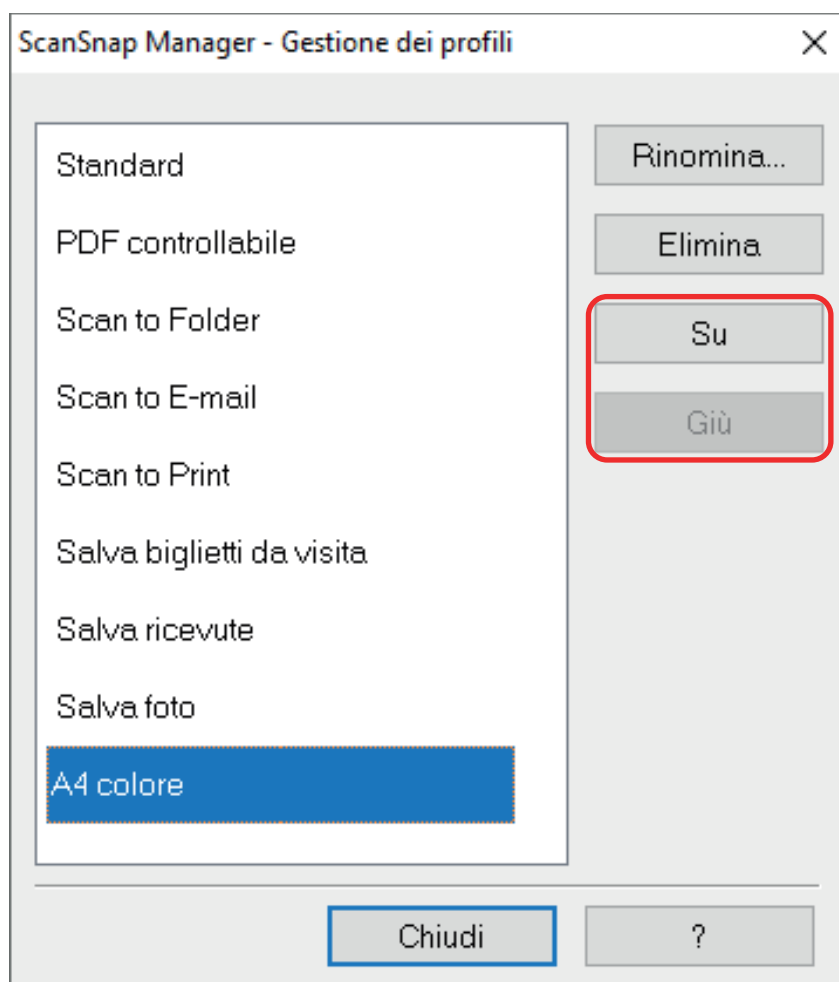 ScanSnap Manager - Gestione dei profili
Standard
PDF controllabile
Scan to Folder
Scan to E-mail
Scan to Print
Salva biglietti da visita
Salva ricevute
Salva foto
A4 colore
Rinomina...
Elimina
Su
Giù
Chiudi
?